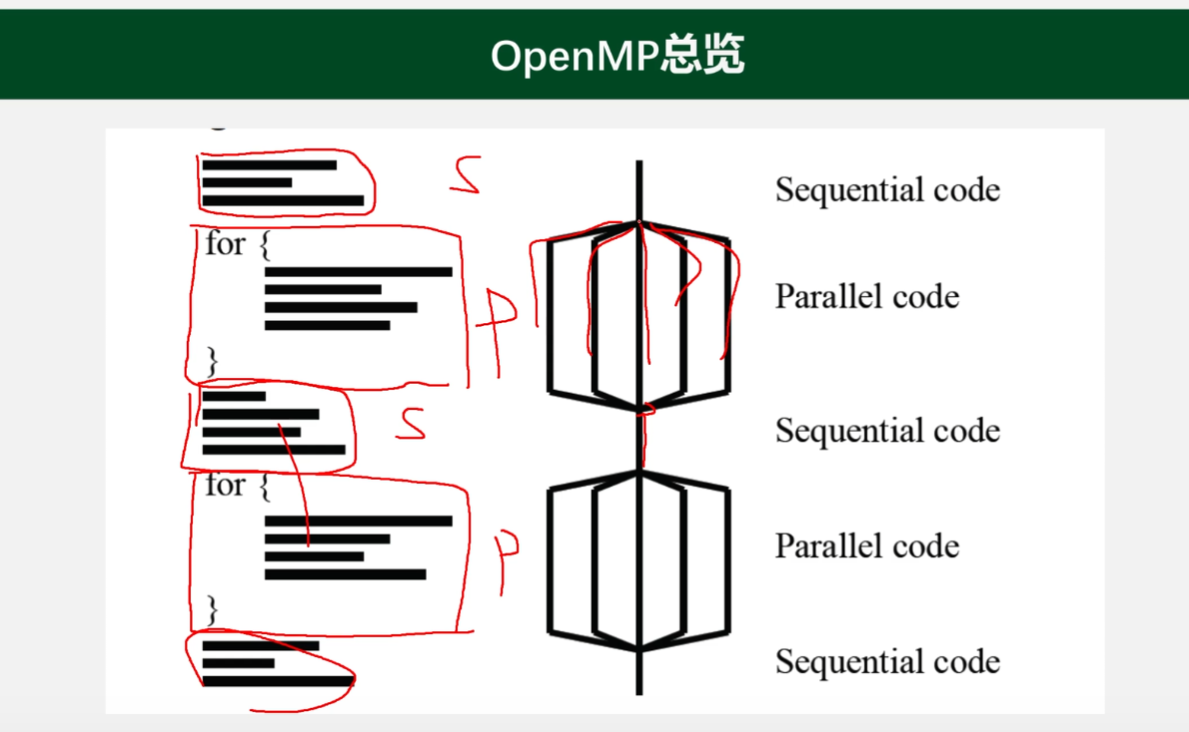 OpenMP总览
S
Sequential code
for {
P
Parallel code
}
S
Sequential code
for {
P
Parallel code
}
Sequential code